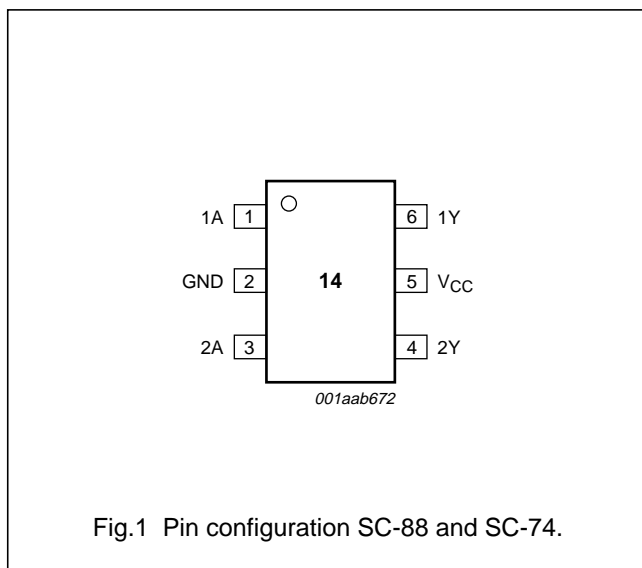 1A 1 6 1Y
GND 2 14 5 VCC
2A 3 4 2Y
001aab672
Fig.1 Pin configuration SC-88 and SC-74.